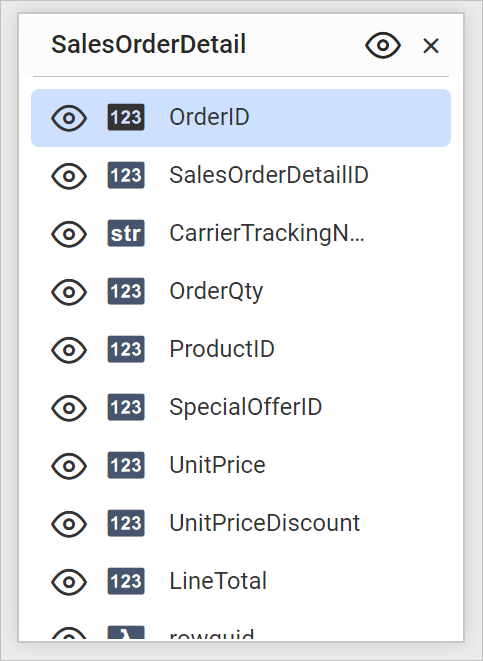 SalesOrderDetail
123 OrderID
123 SalesOrderDetailID
str CarrierTrackingN...
123 OrderQty
123 ProductID
123 SpecialOfferID
123 UnitPrice
123 UnitPriceDiscount
123 LineTotal
rowguid